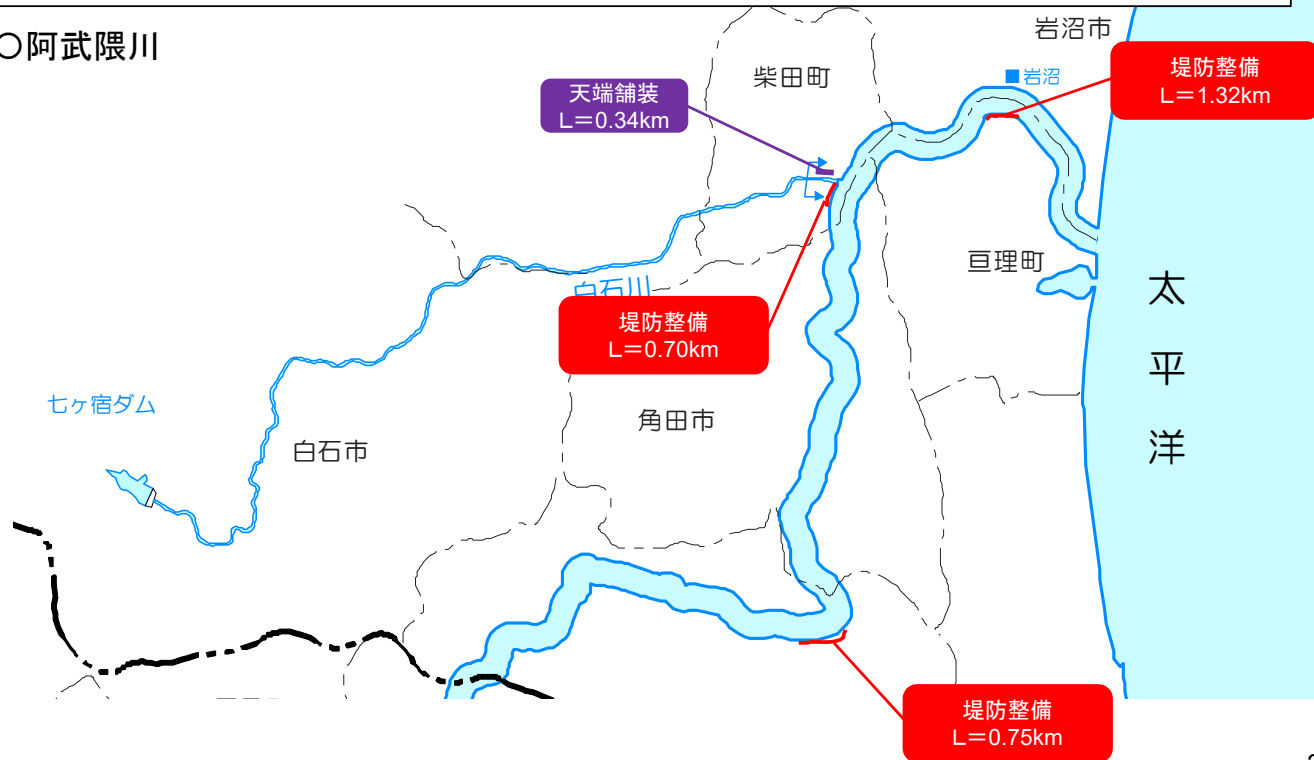 ○阿武隈川
岩沼市
柴田町
■岩沼
堤防整備
L=1.32km
天端舗装
L=0.34km
亘理町
白石川
堤防整備
L=0.70km
太平洋
七ヶ宿ダム
白石市
角田市
堤防整備
L=0.75km